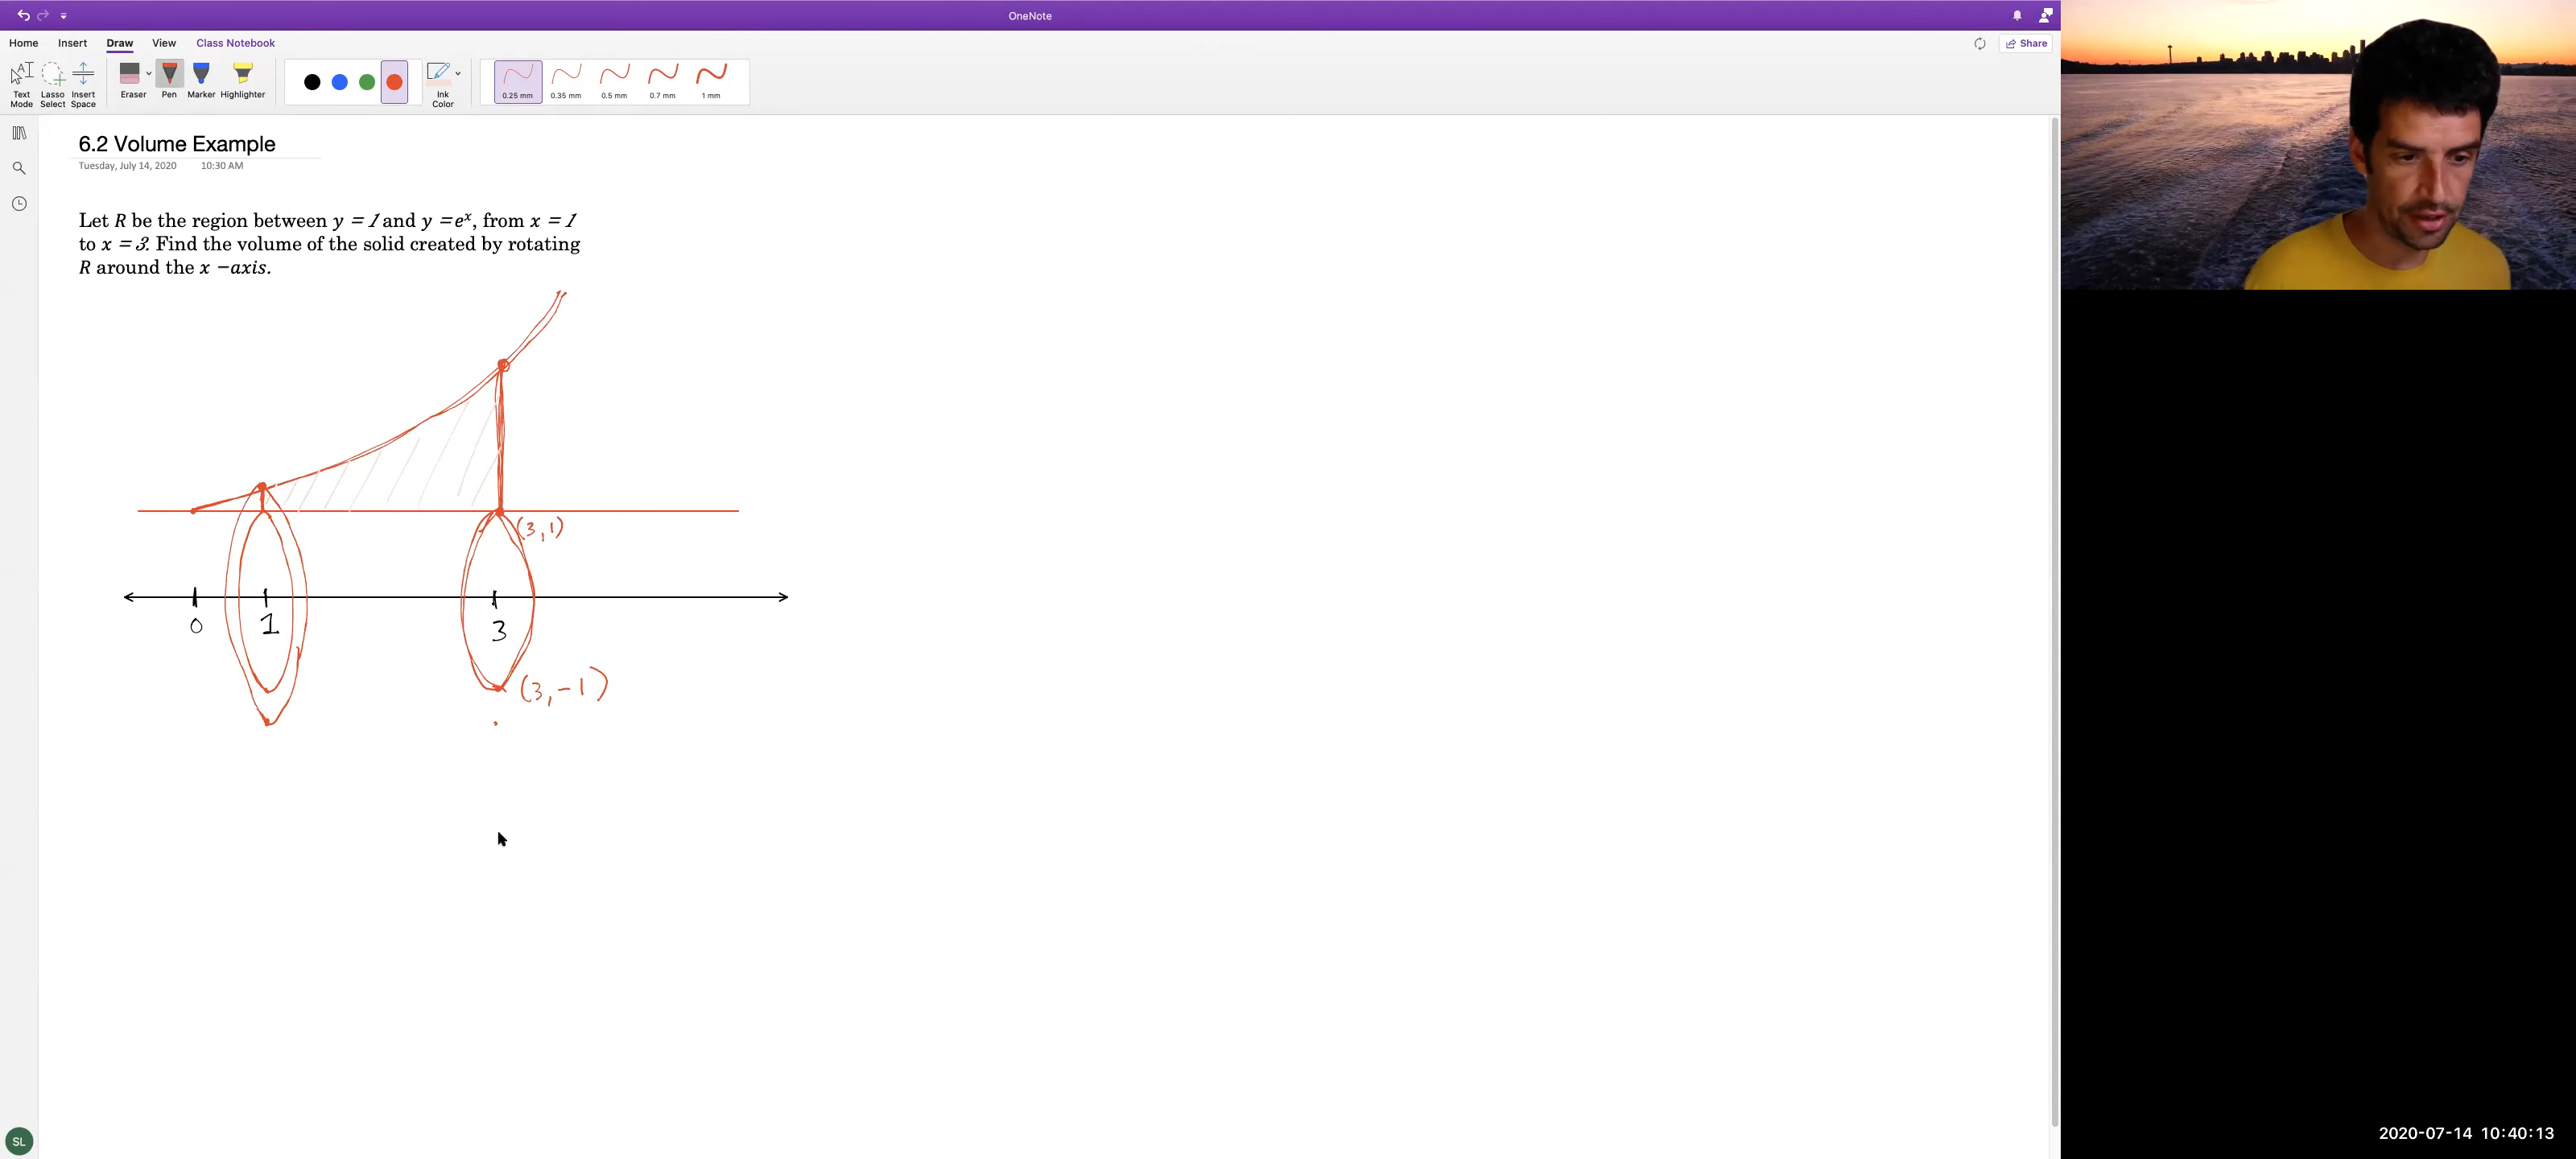 OneNote
Home Insert Draw View Class Notebook
Share
Text Mode
Lasso Select
Insert Space
Eraser
Pen
Marker
Highlighter
Ink Color
0.25 mm
0.35 mm
0.5 mm
0.7 mm
1 mm
6.2 Volume Example
Tuesday, July 14, 2020 10:30 AM
Let R be the region between y = 1 and y = eˣ, from x = 1
to x = 3. Find the volume of the solid created by rotating
R around the x − axis.
(3, 1)
0 1 3
(3, -1)
SL
2020-07-14 10:40:13